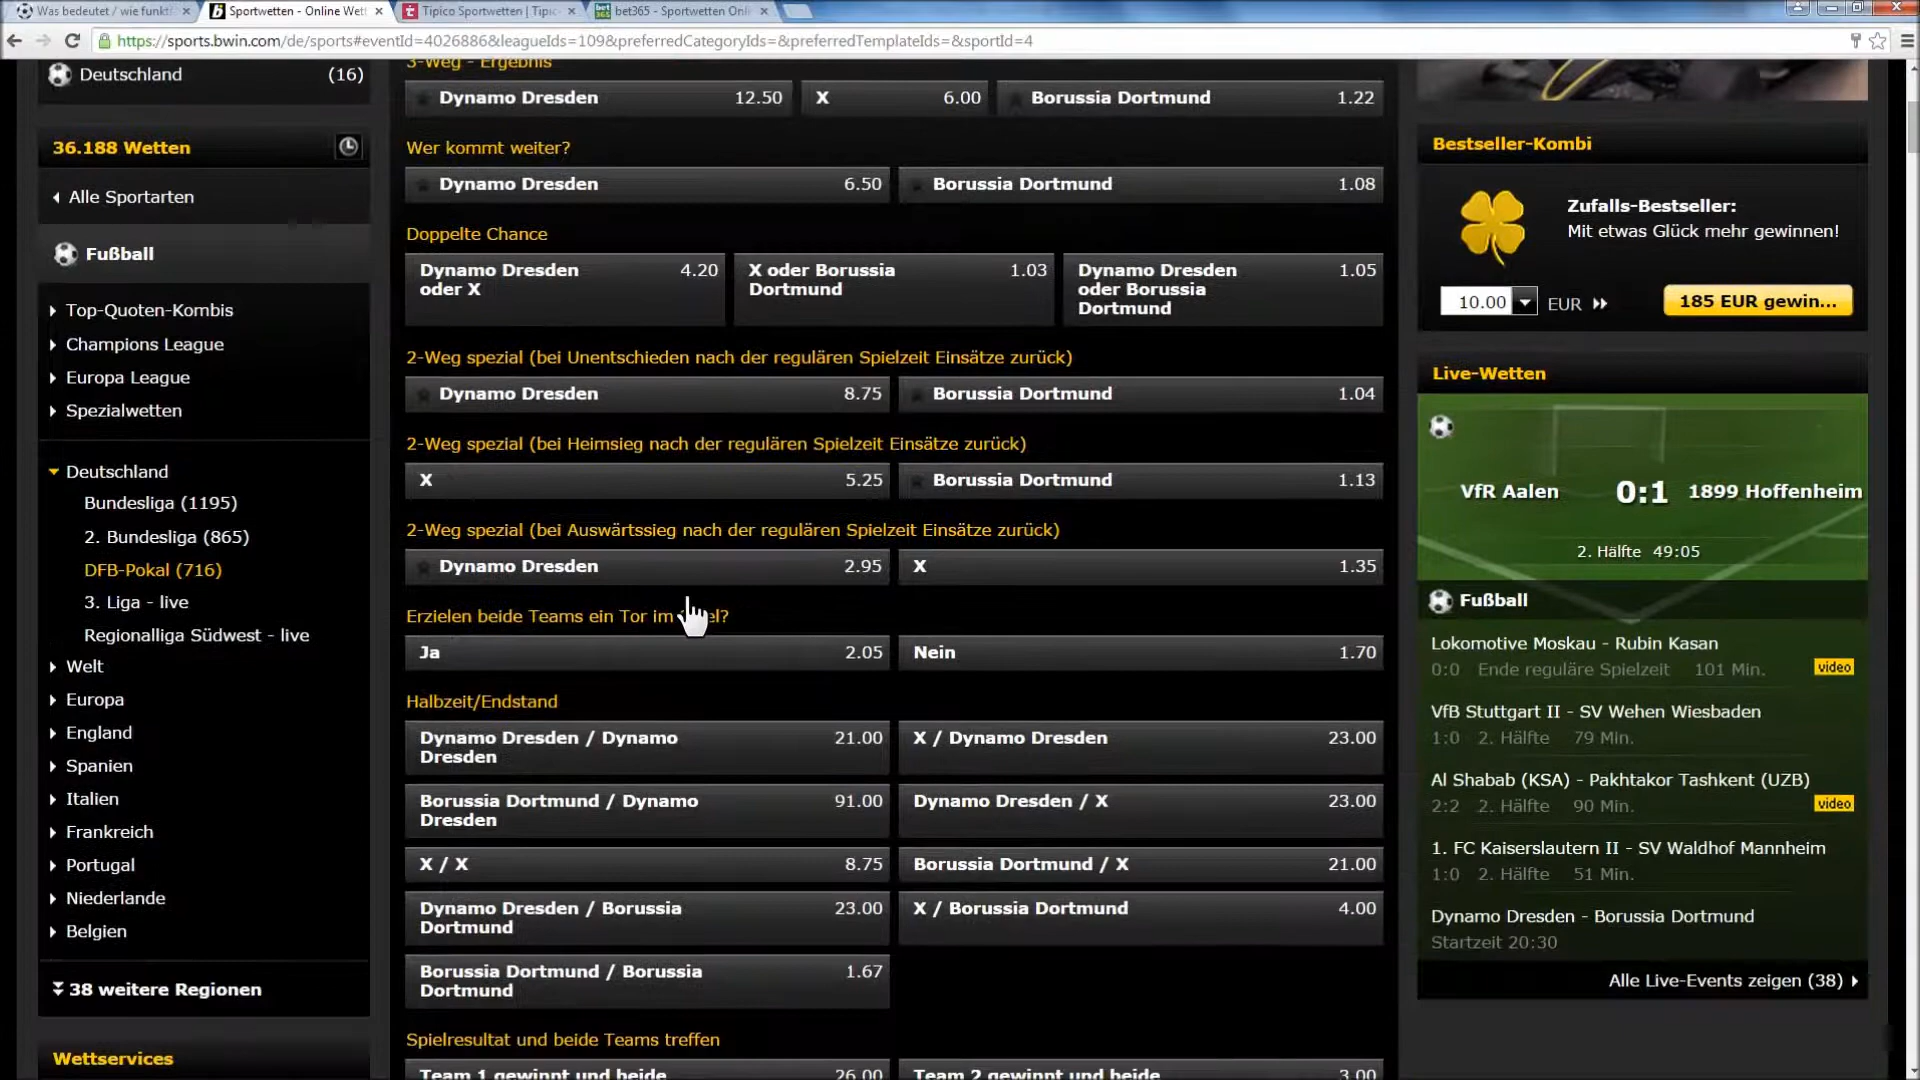 Was bedeutet / wie funkt
Sportwetten - Online Wet
Tipico Sportwetten | Tipic
bet365 - Sportwetten Onli
https://sports.bwin.com/de/sports#eventId=4026886&leagueIds=109&preferredCategoryIds=&preferredTemplateIds=&sportId=4
Deutschland (16)
36.188 Wetten
Alle Sportarten
Fußball
Top-Quoten-Kombis
Champions League
Europa League
Spezialwetten
Deutschland
Bundesliga (1195)
2. Bundesliga (865)
DFB-Pokal (716)
3. Liga - live
Regionalliga Südwest - live
Welt
Europa
England
Spanien
Italien
Frankreich
Portugal
Niederlande
Belgien
38 weitere Regionen
Wettservices
3-Weg - Ergebnis
Dynamo Dresden 12.50 X 6.00 Borussia Dortmund 1.22
Wer kommt weiter?
Dynamo Dresden 6.50 Borussia Dortmund 1.08
Doppelte Chance
Dynamo Dresden oder X 4.20
X oder Borussia Dortmund 1.03
Dynamo Dresden oder Borussia Dortmund 1.05
2-Weg spezial (bei Unentschieden nach der regulären Spielzeit Einsätze zurück)
Dynamo Dresden 8.75 Borussia Dortmund 1.04
2-Weg spezial (bei Heimsieg nach der regulären Spielzeit Einsätze zurück)
X 5.25 Borussia Dortmund 1.13
2-Weg spezial (bei Auswärtssieg nach der regulären Spielzeit Einsätze zurück)
Dynamo Dresden 2.95 X 1.35
Erzielen beide Teams ein Tor im
Ja 2.05 Nein 1.70
Halbzeit/Endstand
Dynamo Dresden / Dynamo Dresden 21.00
X / Dynamo Dresden 23.00
Borussia Dortmund / Dynamo Dresden 91.00
Dynamo Dresden / X 23.00
X / X 8.75
Borussia Dortmund / X 21.00
Dynamo Dresden / Borussia Dortmund 23.00
X / Borussia Dortmund 4.00
Borussia Dortmund / Borussia Dortmund 1.67
Spielresultat und beide Teams treffen
Team 1 gewinnt und beide 26.00 Team 2 gewinnt und beide 3.00
Bestseller-Kombi
Zufalls-Bestseller:
Mit etwas Glück mehr gewinnen!
10.00 EUR 185 EUR gewin...
Live-Wetten
VfR Aalen 0:1 1899 Hoffenheim
2. Hälfte 49:05
Fußball
Lokomotive Moskau - Rubin Kasan
0:0 Ende reguläre Spielzeit 101 Min. video
VfB Stuttgart II - SV Wehen Wiesbaden
1:0 2. Hälfte 79 Min.
Al Shabab (KSA) - Pakhtakor Tashkent (UZB)
2:2 2. Hälfte 90 Min. video
1. FC Kaiserslautern II - SV Waldhof Mannheim
1:0 2. Hälfte 51 Min.
Dynamo Dresden - Borussia Dortmund
Startzeit 20:30
Alle Live-Events zeigen (38)